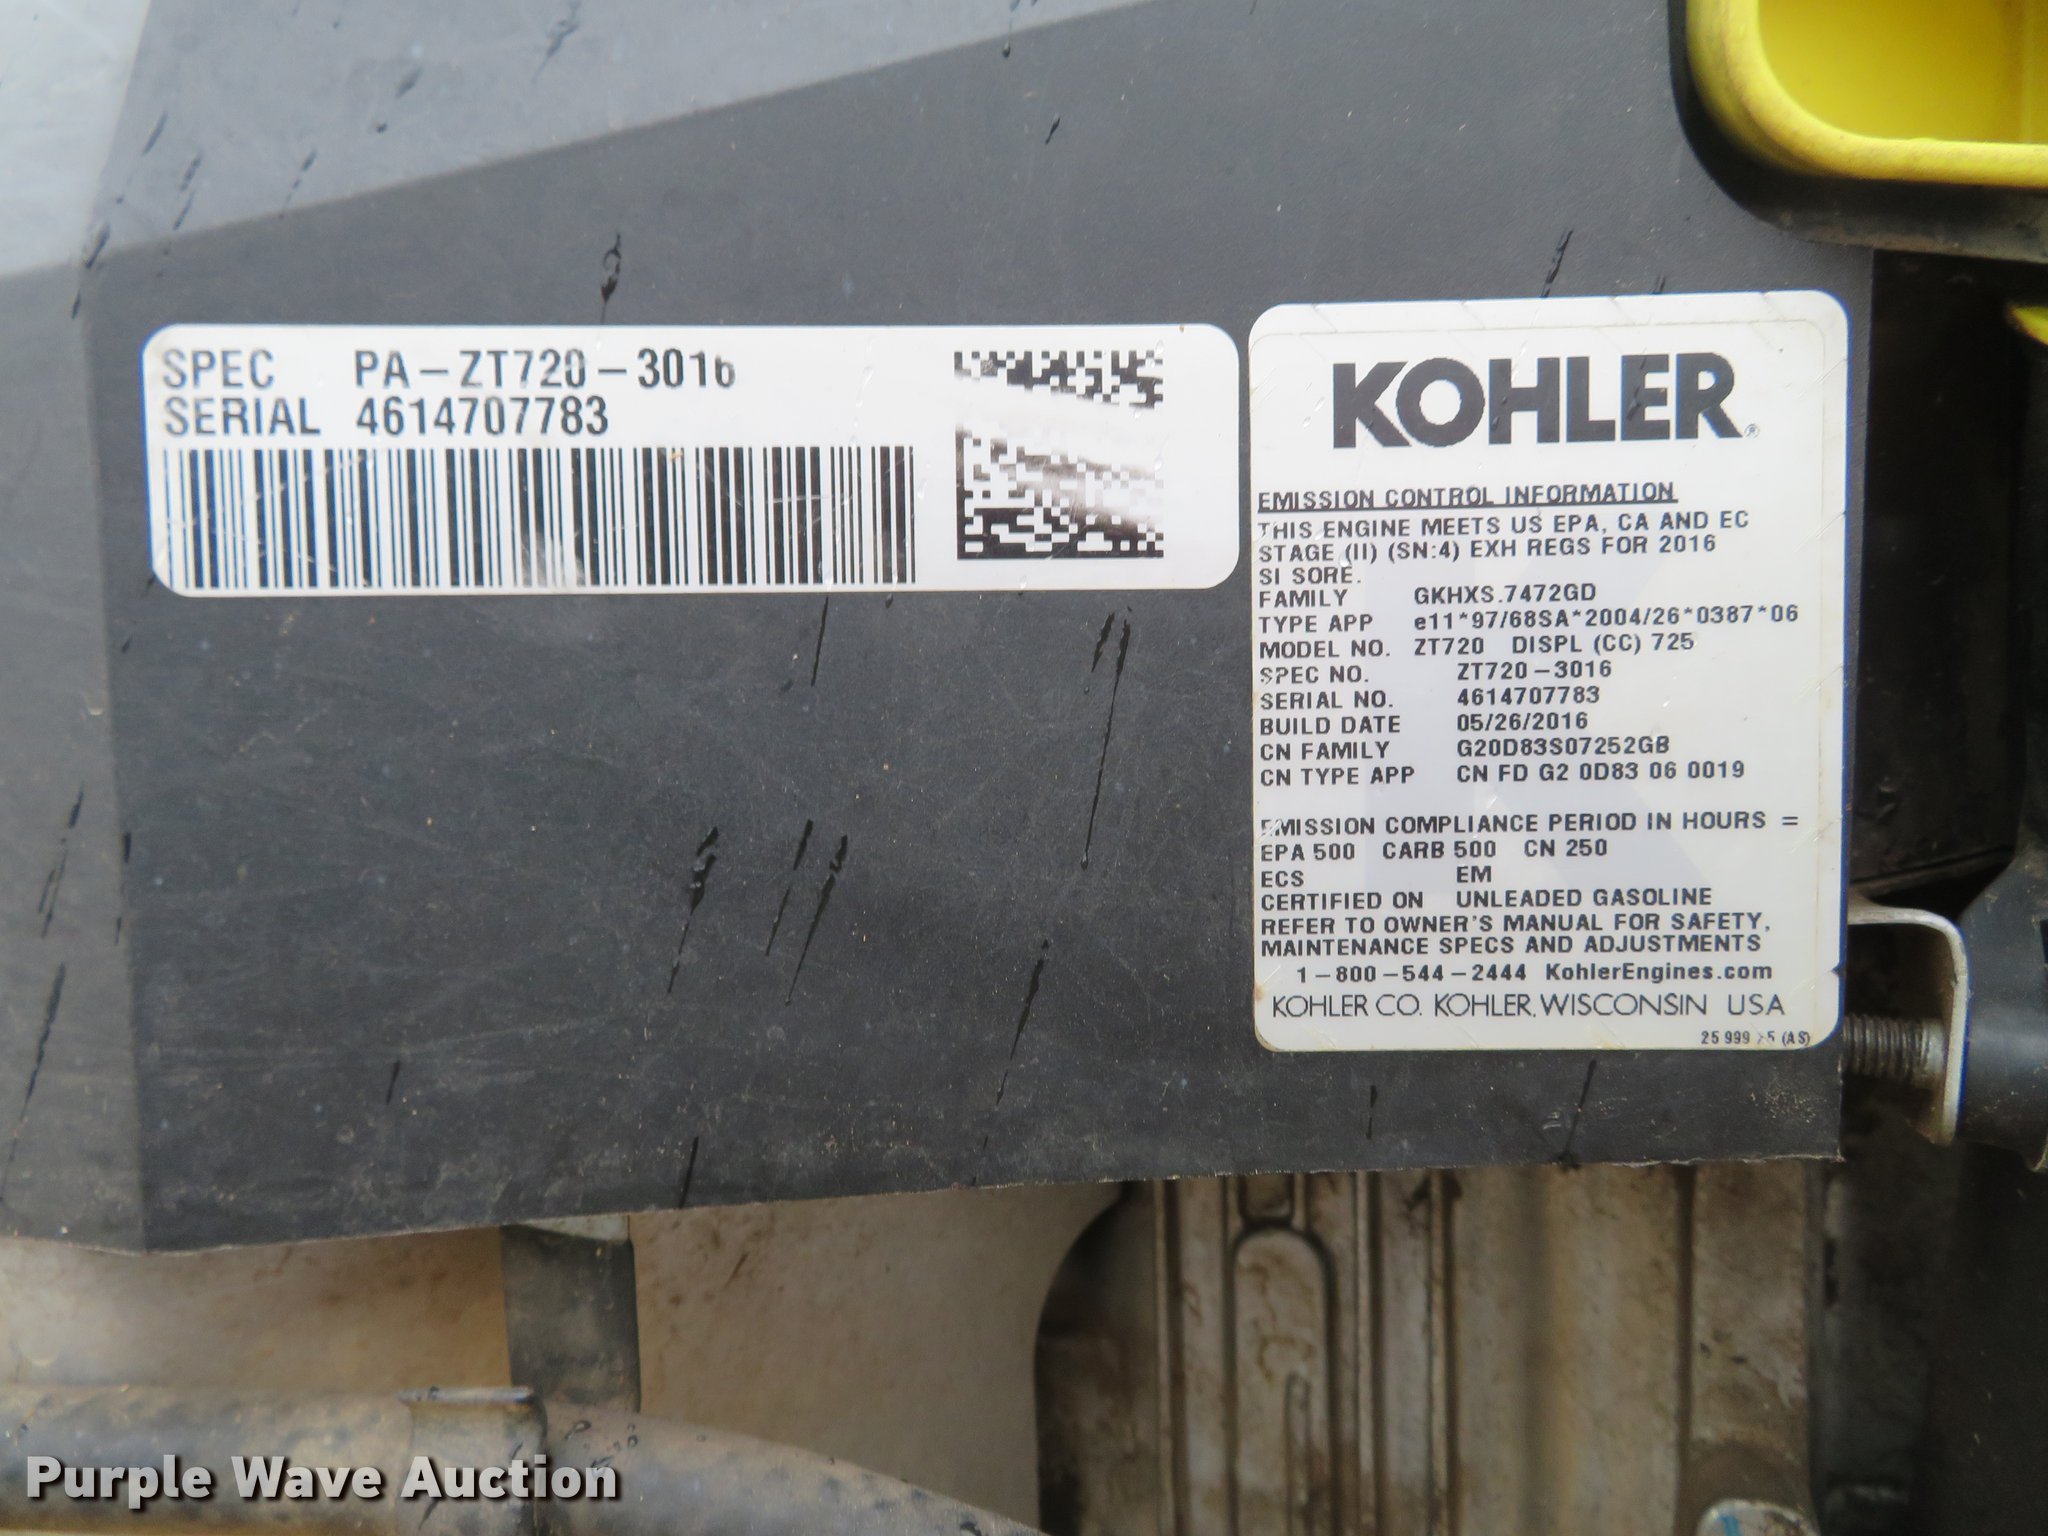 SPEC PA-ZT720-3016
SERIAL 4614707783
KOHLER®
EMISSION CONTROL INFORMATION
THIS ENGINE MEETS US EPA, CA AND EC
STAGE (II) (SN:4) EXH REGS FOR 2016
SI SORE.
FAMILY GKHXS.7472GD
TYPE APP e11*97/68SA*2004/26*0387*06
MODEL NO. ZT720 DISPL (CC) 725
SPEC NO. ZT720-3016
SERIAL NO. 4614707783
BUILD DATE 05/26/2016
CN FAMILY G20D83S07252GB
CN TYPE APP CN FD G2 0D83 06 0019
EMISSION COMPLIANCE PERIOD IN HOURS =
EPA 500 CARB 500 CN 250
ECS EM
CERTIFIED ON UNLEADED GASOLINE
REFER TO OWNER'S MANUAL FOR SAFETY,
MAINTENANCE SPECS AND ADJUSTMENTS
1-800-544-2444 KohlerEngines.com
KOHLER CO. KOHLER, WISCONSIN USA
25 999 (AS)
Purple Wave Auction